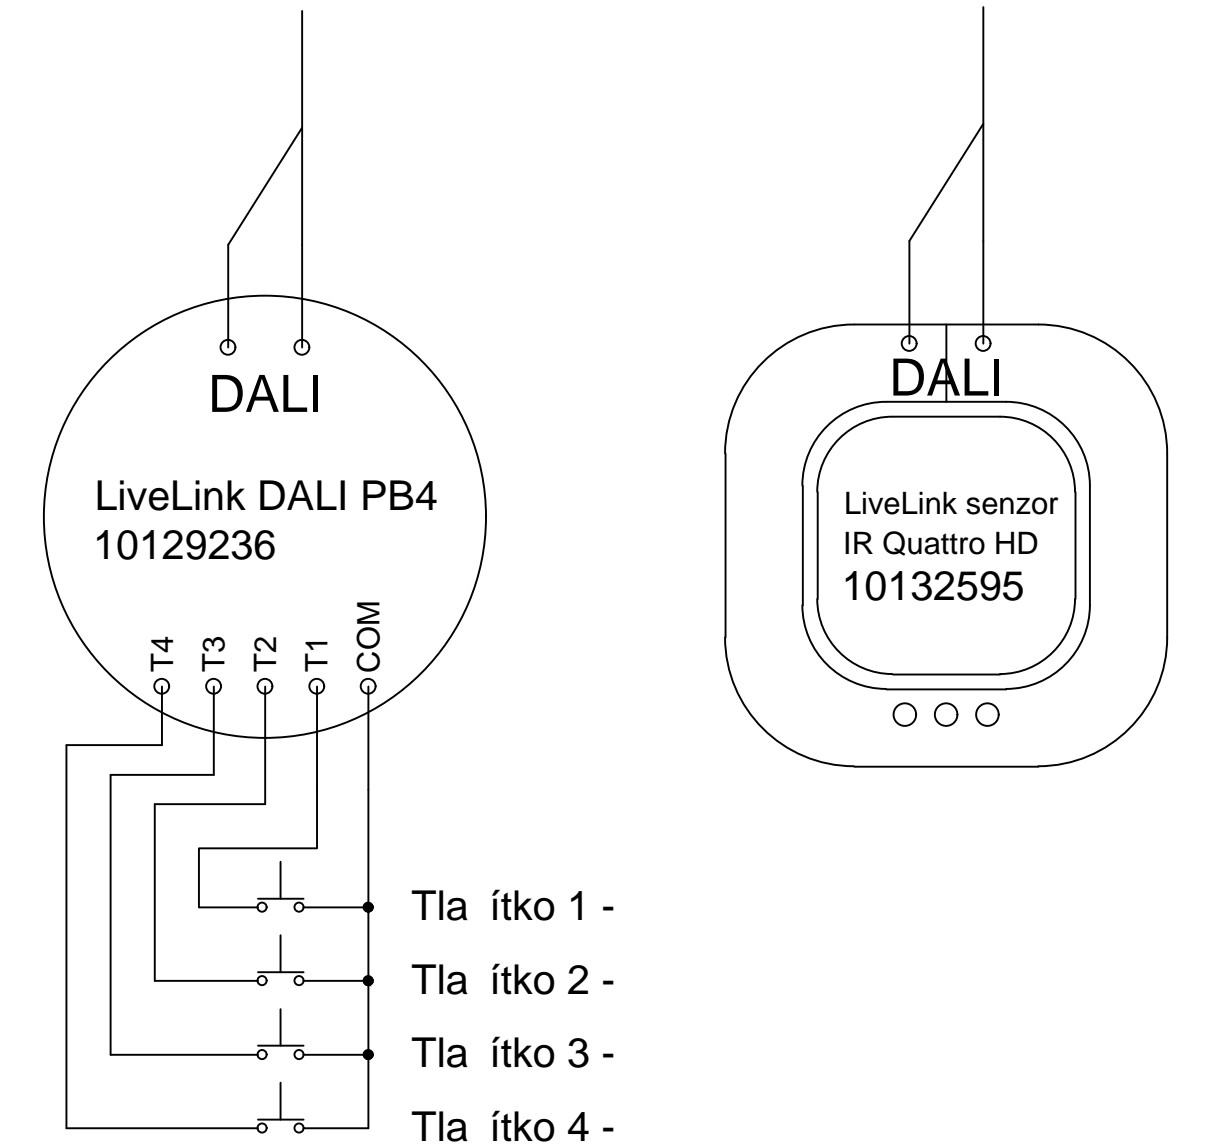 DALI
LiveLink DALI PB4
10129236
T4 T3 T2 T1 COM
Tla ítko 1 -
Tla ítko 2 -
Tla ítko 3 -
Tla ítko 4 -
DALI
LiveLink senzor
IR Quattro HD
10132595